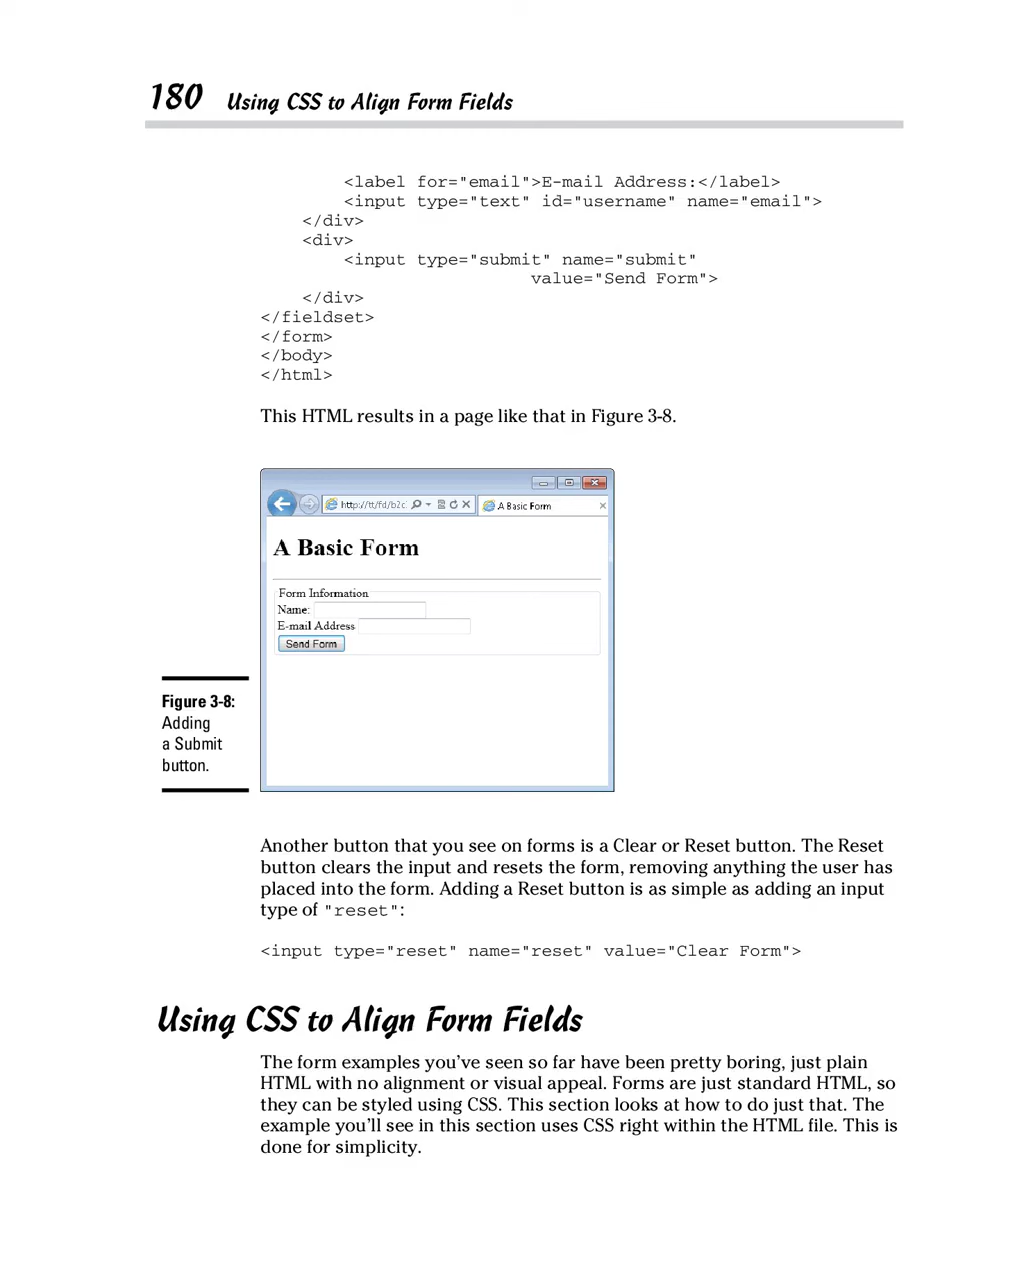 180 Using CSS to Align Form Fields
<label for="email">E-mail Address:</label>
<input type="text" id="username" name="email">
</div>
<div>
<input type="submit" name="submit"
value="Send Form">
</div>
</fieldset>
</form>
</body>
</html>
This HTML results in a page like that in Figure 3-8.
http://tt/fd/b2c
A Basic Form
A Basic Form
Form Information
Name:
E-mail Address
Send Form
Figure 3-8:
Adding
a Submit
button.
Another button that you see on forms is a Clear or Reset button. The Reset
button clears the input and resets the form, removing anything the user has
placed into the form. Adding a Reset button is as simple as adding an input
type of "reset":
<input type="reset" name="reset" value="Clear Form">
Using CSS to Align Form Fields
The form examples you've seen so far have been pretty boring, just plain
HTML with no alignment or visual appeal. Forms are just standard HTML, so
they can be styled using CSS. This section looks at how to do just that. The
example you'll see in this section uses CSS right within the HTML file. This is
done for simplicity.